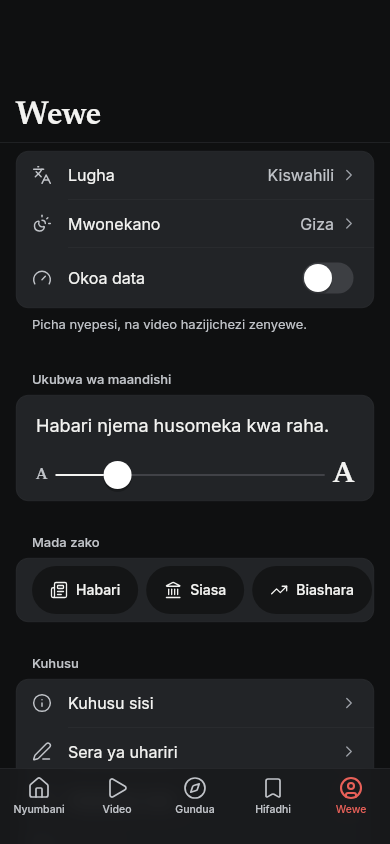 Wewe
Lugha
Kiswahili
Mwonekano
Giza
Okoa data
Picha nyepesi, na video hazijichezi zenyewe.
Ukubwa wa maandishi
Habari njema husomeka kwa raha.
A
A
Mada zako
Habari
Siasa
Biashara
Kuhusu
Kuhusu sisi
Sera ya uhariri
Nyumbani
Video
Gundua
Hifadhi
Wewe